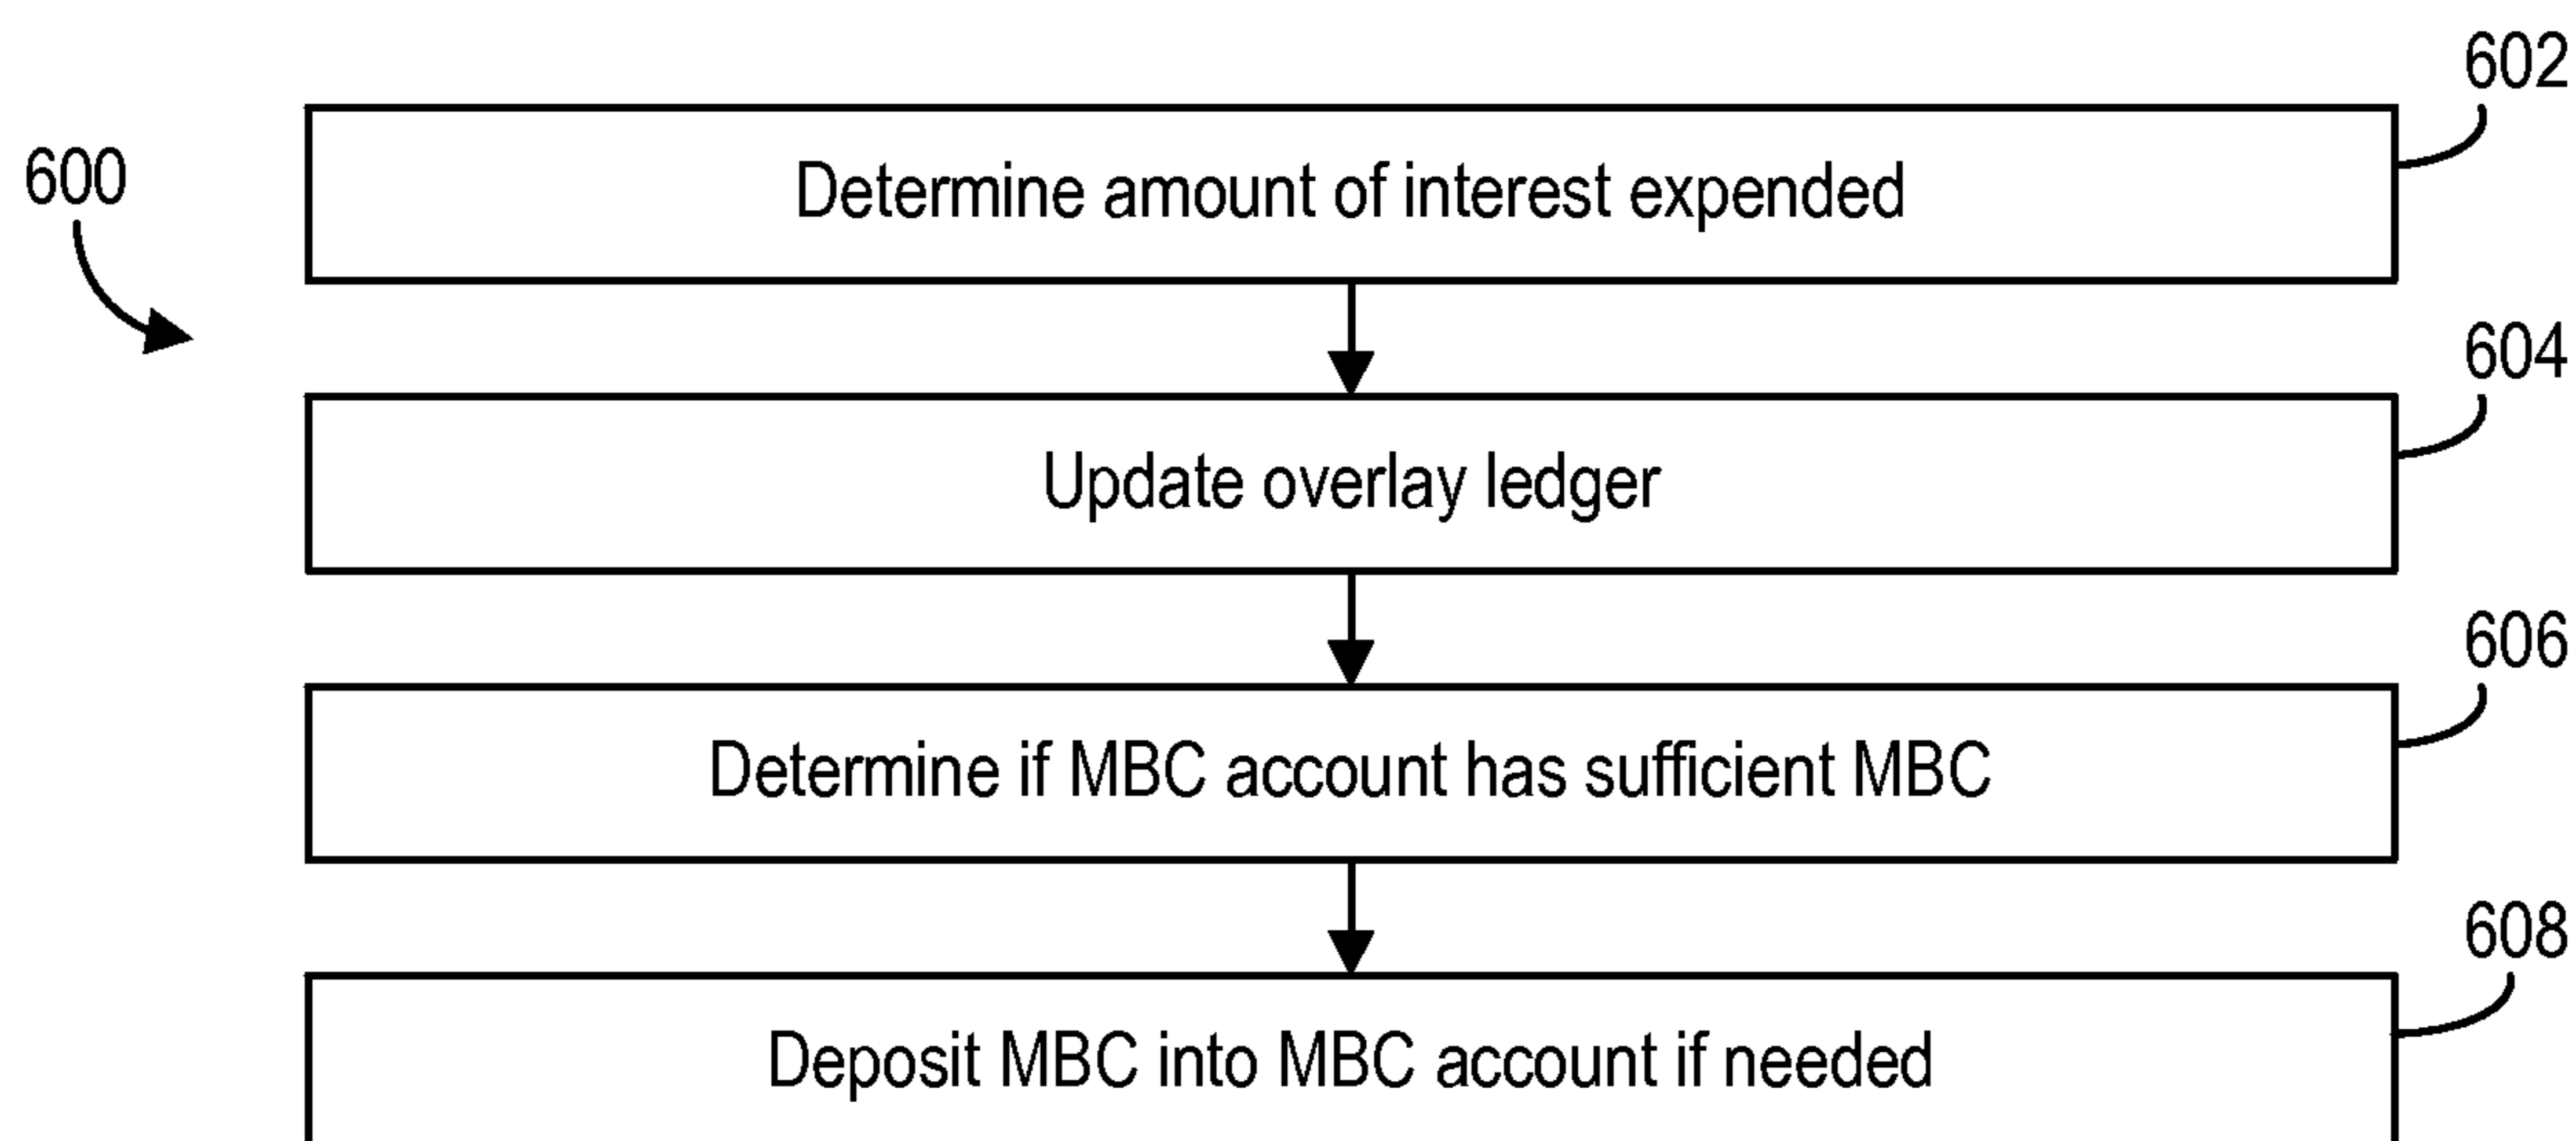 602
600
Determine amount of interest expended
604
Update overlay ledger
606
Determine if MBC account has sufficient MBC
608
Deposit MBC into MBC account if needed